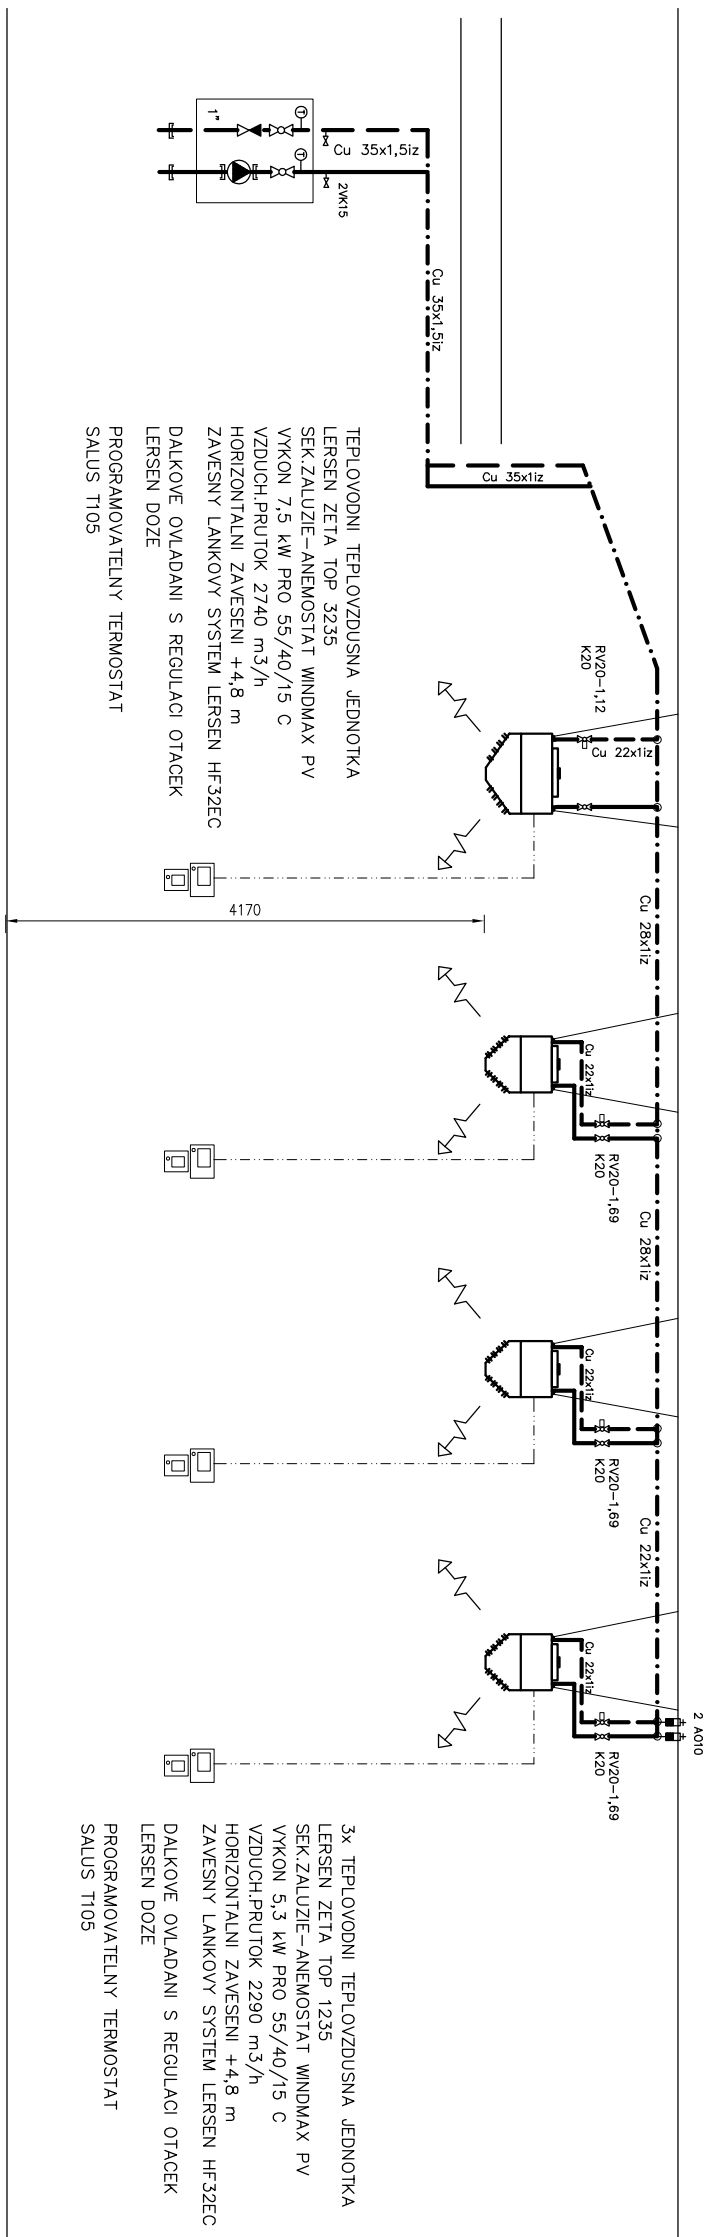 1"
T
T
Cu 35x1,5iz
2VK15
Cu 35x1,5iz
Cu 35x1iz
TEPLOVODNI TEPLOVZDUSNA JEDNOTKA
LERSEN ZETA TOP 3235
SEK.ZALUZIE-ANEMOSTAT WINDMAX PV
VYKON 7,5 kW PRO 55/40/15 C
VZDUCH.PRUTOK 2740 m3/h
HORIZONTALNI ZAVESENI +4,8 m
ZAVESNY LANKOVY SYSTEM LERSEN HF32EC
DALKOVE OVLADANI S REGULACI OTACEK
LERSEN DOZE
PROGRAMOVATELNY TERMOSTAT
SALUS T105
RV20-1,12
K20
Cu 22x1iz
4170
Cu 28x1iz
Cu 22x1iz
RV20-1,69
K20
Cu 28x1iz
Cu 22x1iz
RV20-1,69
K20
Cu 22x1iz
Cu 22x1iz
2 AO10
RV20-1,69
K20
3x TEPLOVODNI TEPLOVZDUSNA JEDNOTKA
LERSEN ZETA TOP 1235
SEK.ZALUZIE-ANEMOSTAT WINDMAX PV
VYKON 5,3 kW PRO 55/40/15 C
VZDUCH.PRUTOK 2290 m3/h
HORIZONTALNI ZAVESENI +4,8 m
ZAVESNY LANKOVY SYSTEM LERSEN HF32EC
DALKOVE OVLADANI S REGULACI OTACEK
LERSEN DOZE
PROGRAMOVATELNY TERMOSTAT
SALUS T105